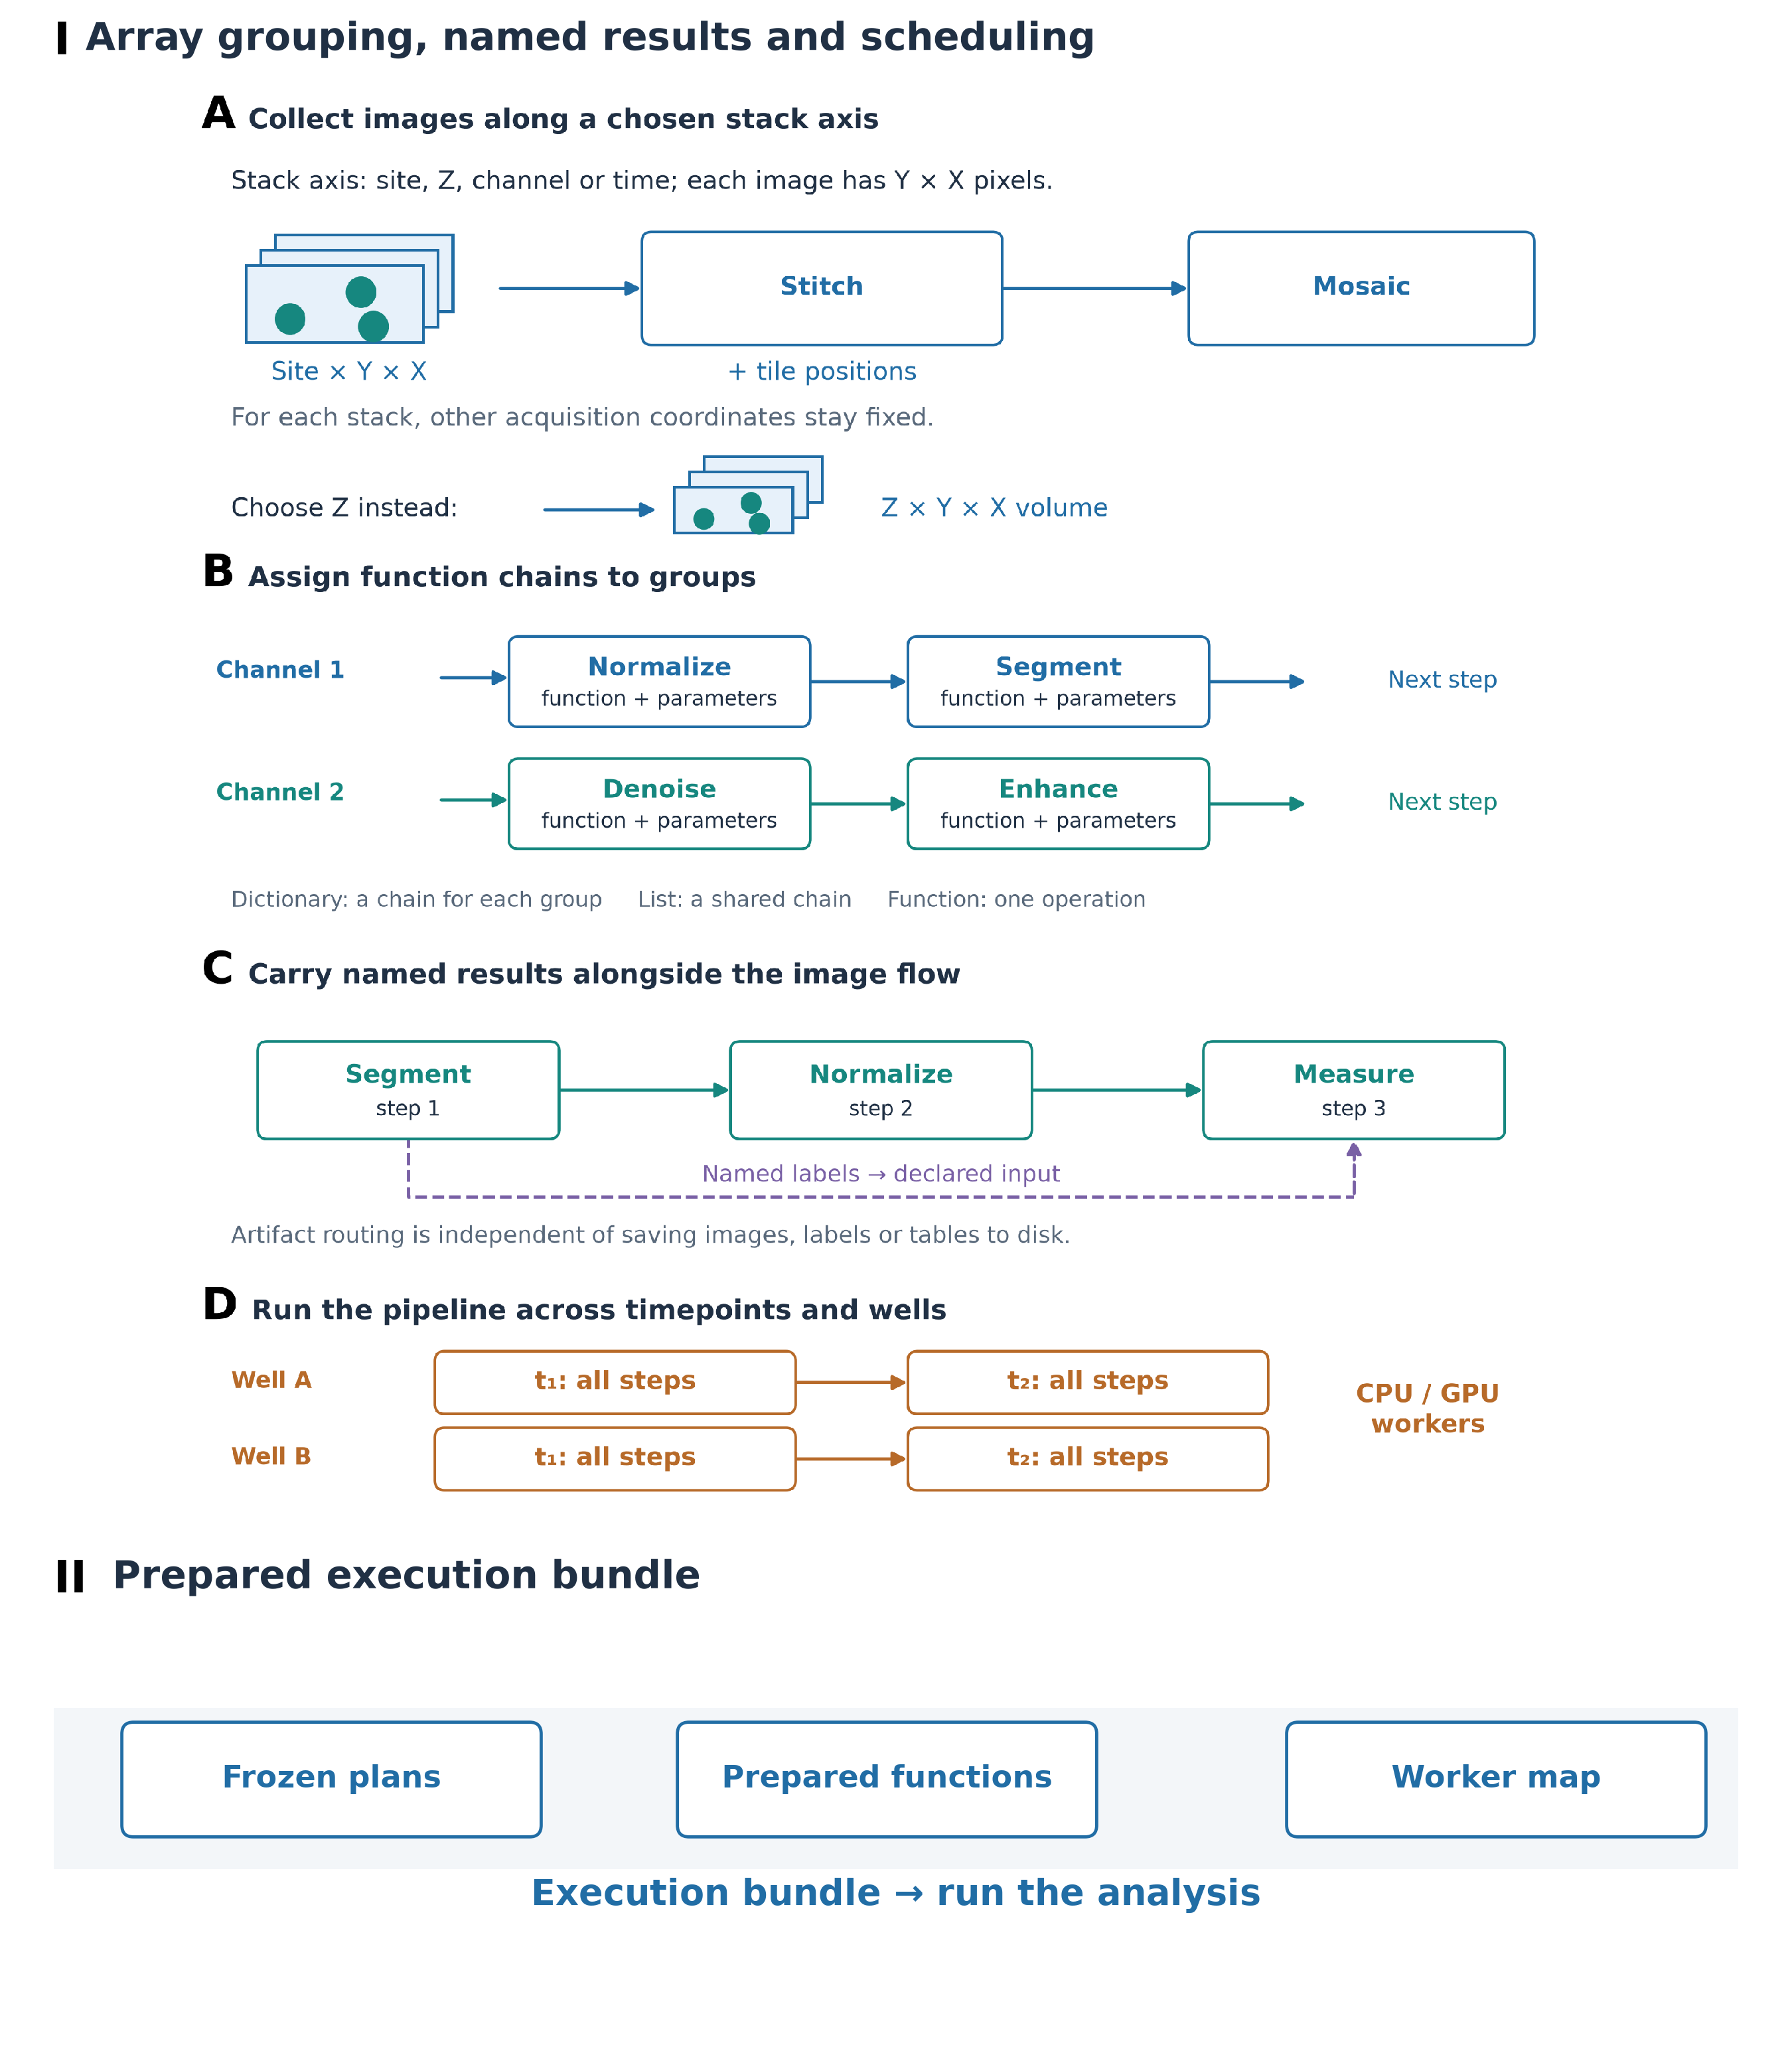 I Array grouping, named results and scheduling
A Collect images along a chosen stack axis
Stack axis: site, Z, channel or time; each image has Y × X pixels.
Stitch
Mosaic
Site × Y × X
+ tile positions
For each stack, other acquisition coordinates stay fixed.
Choose Z instead:
Z × Y × X volume
B Assign function chains to groups
Channel 1
Normalize
function + parameters
Segment
function + parameters
Next step
Channel 2
Denoise
function + parameters
Enhance
function + parameters
Next step
Dictionary: a chain for each group
List: a shared chain
Function: one operation
C Carry named results alongside the image flow
Segment
step 1
Normalize
step 2
Measure
step 3
Named labels → declared input
Artifact routing is independent of saving images, labels or tables to disk.
D Run the pipeline across timepoints and wells
Well A
t₁: all steps
t₂: all steps
Well B
t₁: all steps
t₂: all steps
CPU / GPU
workers
II Prepared execution bundle
Frozen plans
Prepared functions
Worker map
Execution bundle → run the analysis